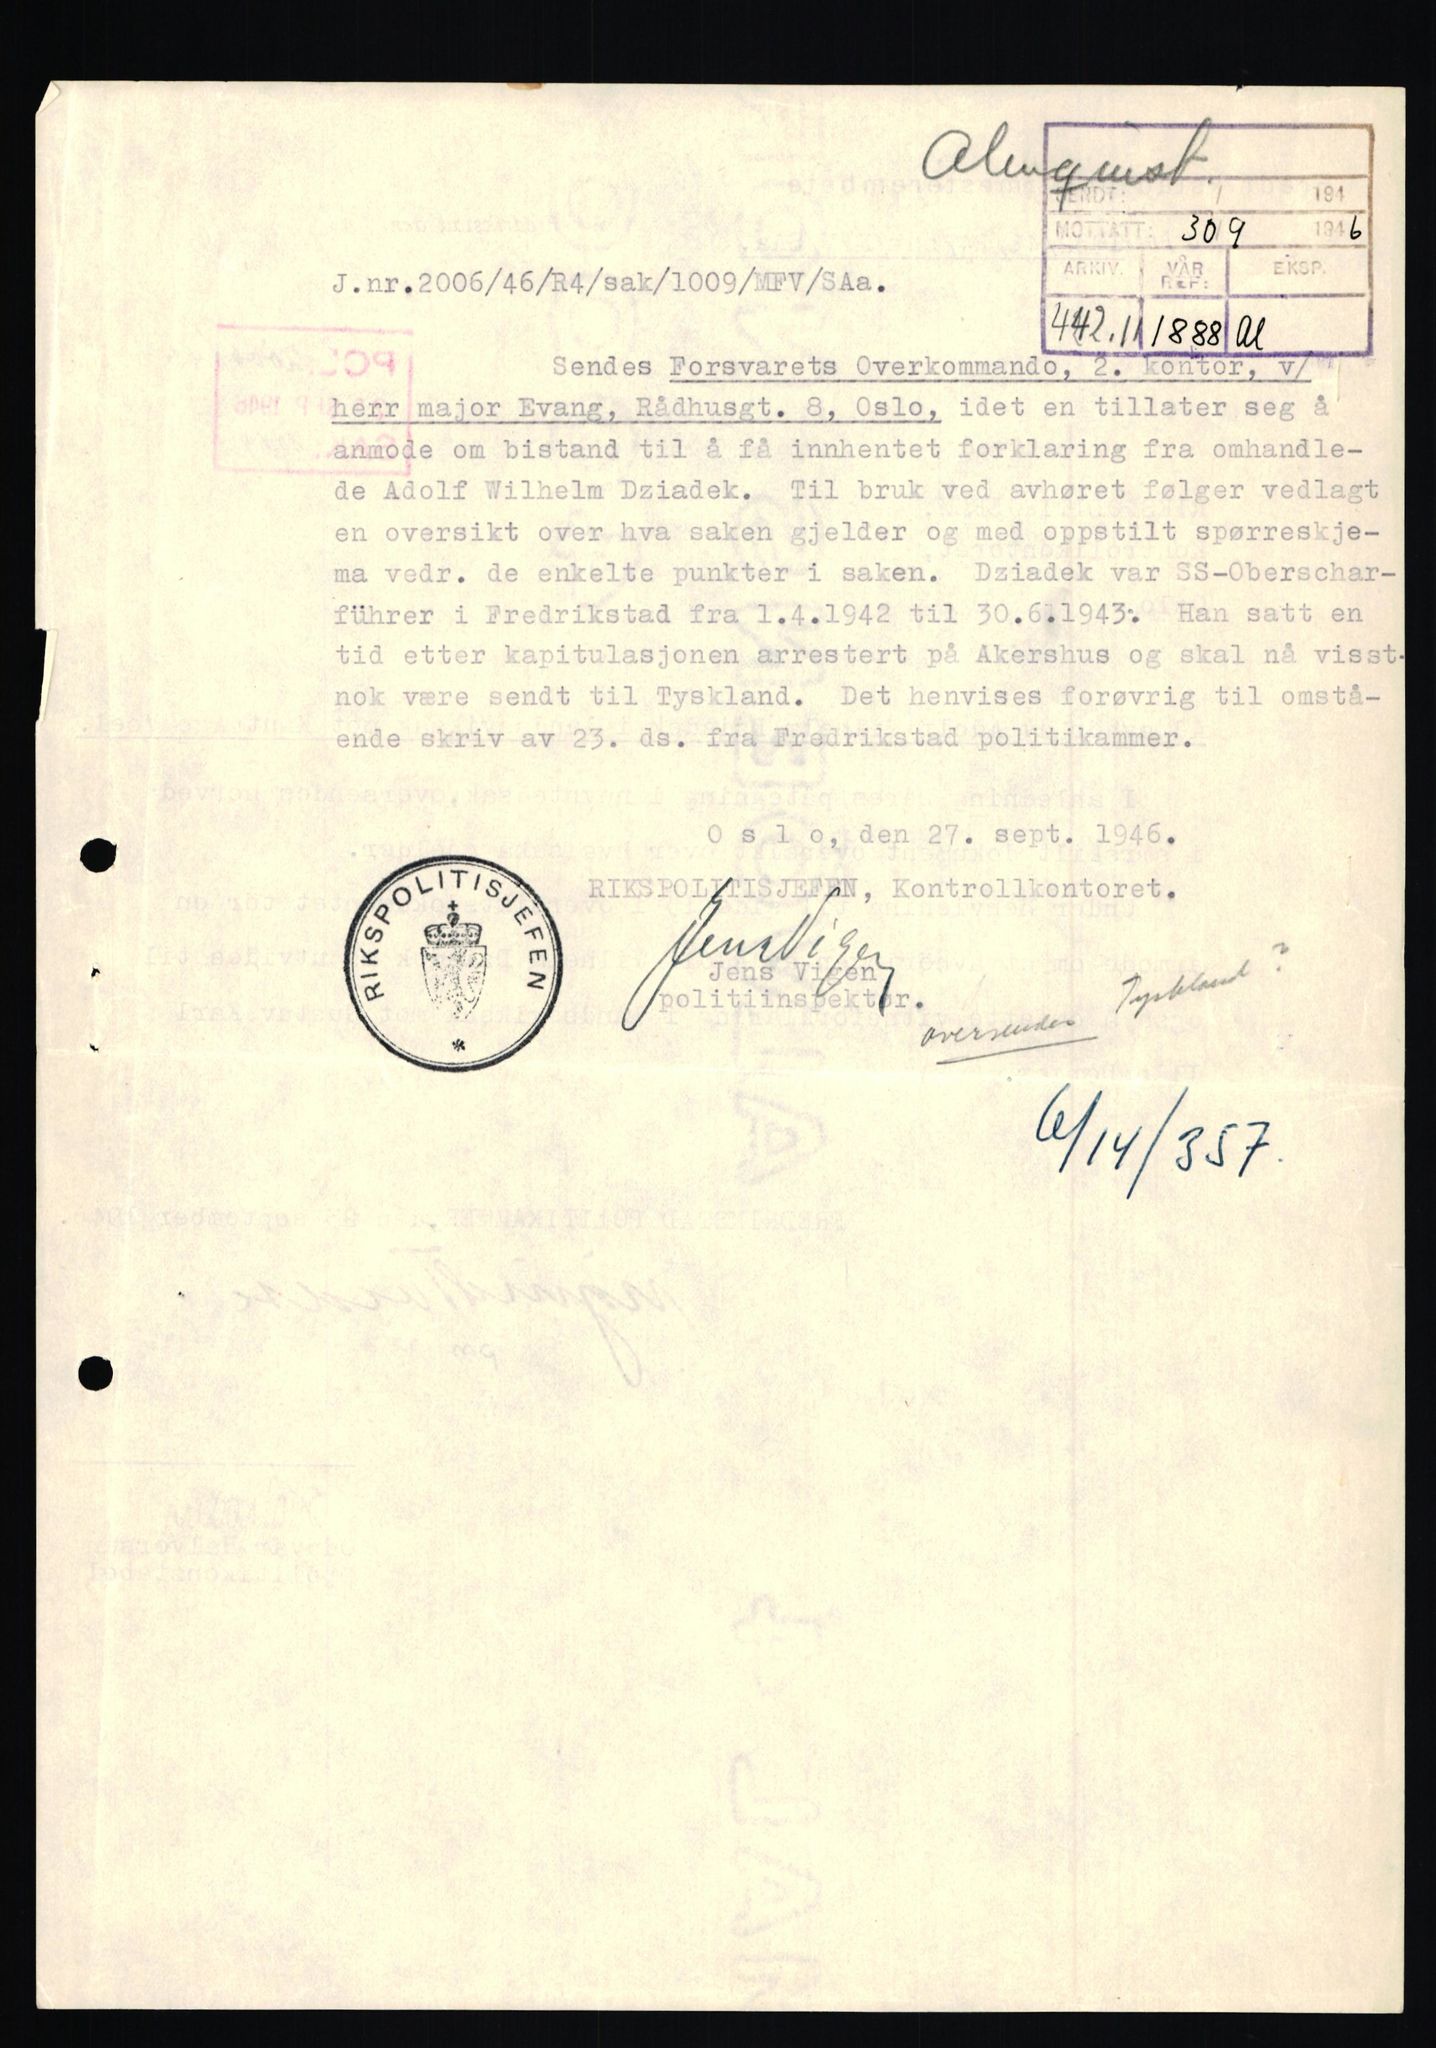 Almquist.
SENDT: / 194
MOTTATT: 30/9 1946
ARKIV. VÅR REF: EKSP.
442.11 1888 Al
J.nr.2006/46/R4/sak/1009/MFV/SAa.
Sendes Forsvarets Overkommando, 2. kontor, v/
herr major Evang, Rådhusgt. 8, Oslo, idet en tillater seg å
anmode om bistand til å få innhentet forklaring fra omhandle-
de Adolf Wilhelm Dziadek. Til bruk ved avhøret følger vedlagt
en oversikt over hva saken gjelder og med oppstilt spørreskje-
ma vedr. de enkelte punkter i saken. Dziadek var SS-Oberschar-
führer i Fredrikstad fra 1.4.1942 til 30.6.1943. Han satt en
tid etter kapitulasjonen arrestert på Akershus og skal nå visst-
nok være sendt til Tyskland. Det henvises forøvrig til omstå-
ende skriv av 23. ds. fra Fredrikstad politikammer.
O s l o, den 27. sept. 1946.
RIKSPOLITISJEFEN, Kontrollkontoret.
RIKSPOLITISJEFEN
Jens Vigen
Jens Vigen
politiinspektør.
oversendes Tyskland?
6/14/357.